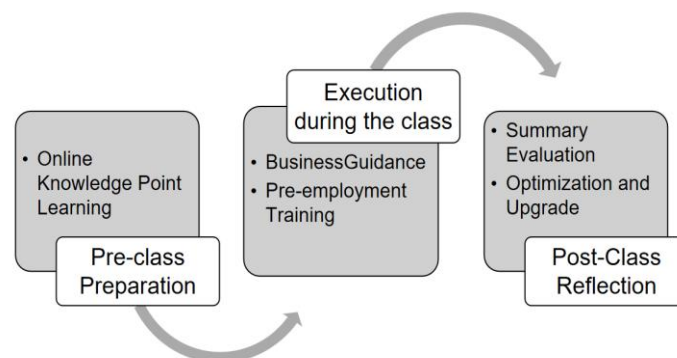 • Online
Knowledge Point
Learning
Pre-class
Preparation
Execution
during the class
• BusinessGuidance
• Pre-employment
Training
• Summary
Evaluation
• Optimization and
Upgrade
Post-Class
Reflection